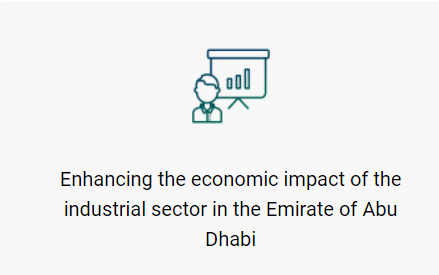 Enhancing the economic impact of the
industrial sector in the Emirate of Abu
Dhabi